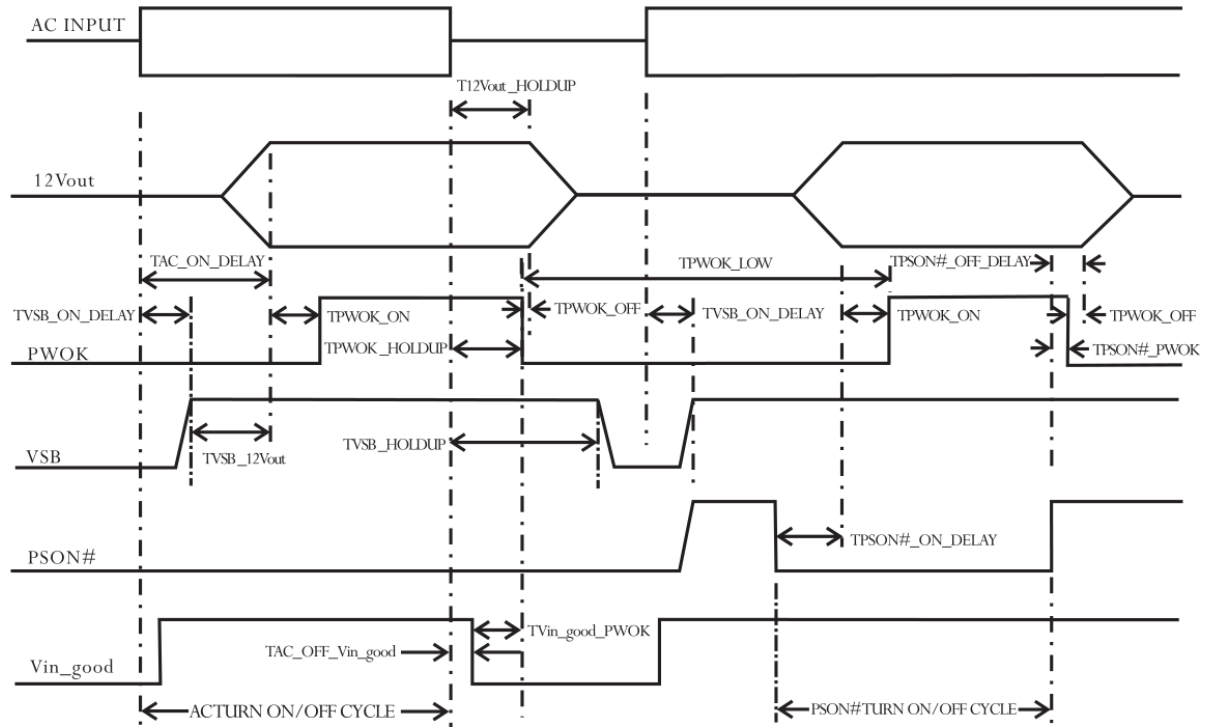 AC INPUT
T12Vout_HOLDUP
12Vout
TAC_ON_DELAY
TPWOK_LOW
TPSON#_OFF_DELAY
TVSB_ON_DELAY
TPWOK_ON
TPWOK_OFF
TVSB_ON_DELAY
TPWOK_ON
TPWOK_OFF
PWOK
TPWOK_HOLDUP
TPSON#_PWOK
VSB
TVSB_12Vout
TVSB_HOLDUP
PSON#
TPSON#_ON_DELAY
TVin_good_PWOK
Vin_good
TAC_OFF_Vin_good
ACTURN ON/OFF CYCLE
PSON#TURN ON/OFF CYCLE